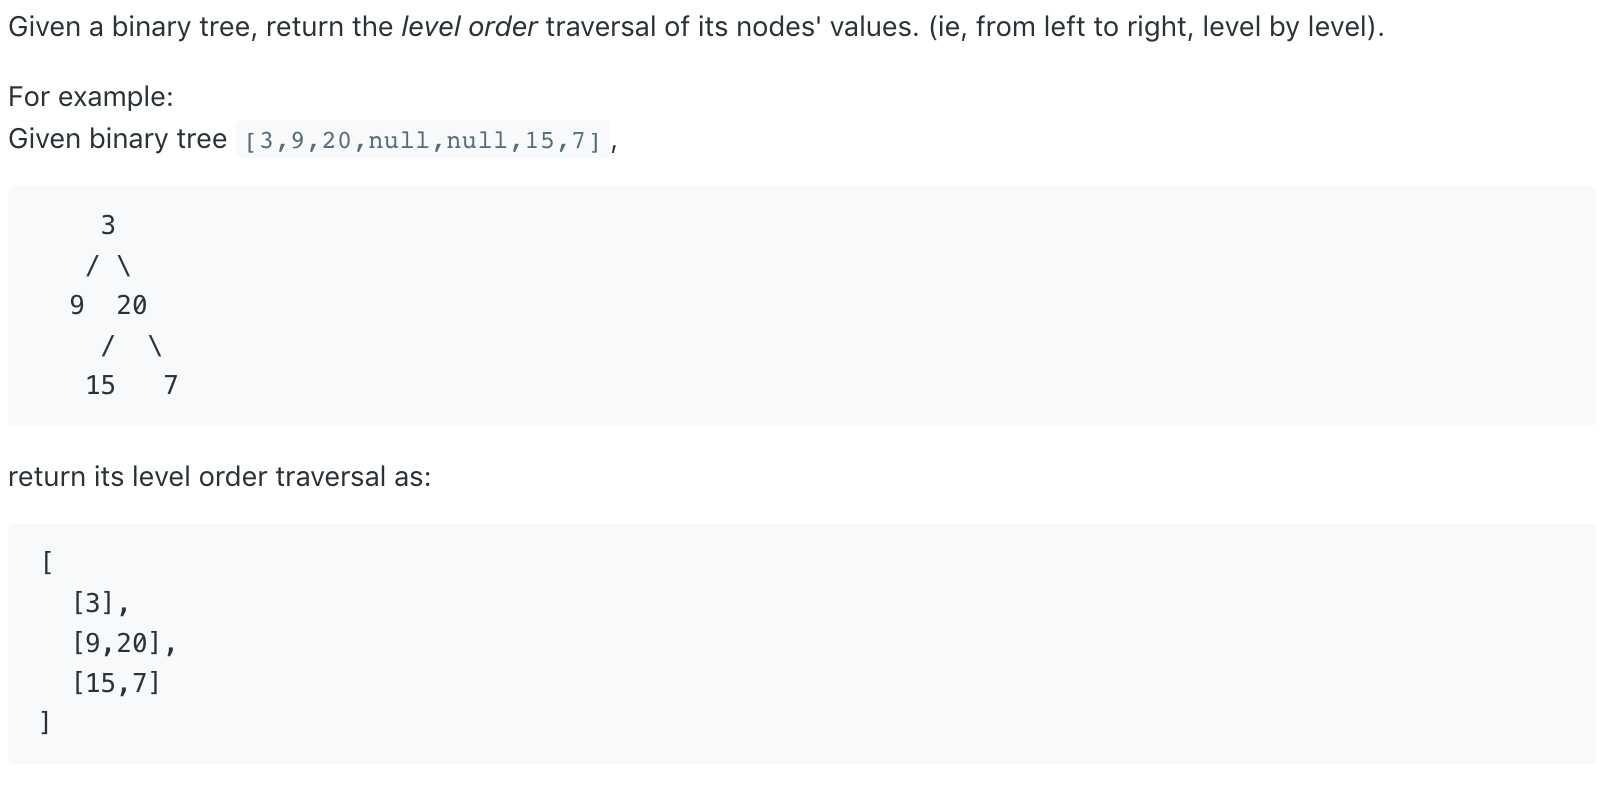 Given a binary tree, return the level order traversal of its nodes' values. (ie, from left to right, level by level).
For example:
Given binary tree [3,9,20,null,null,15,7],
    3
   / \
  9  20
    /  \
   15   7
return its level order traversal as:
[
  [3],
  [9,20],
  [15,7]
]